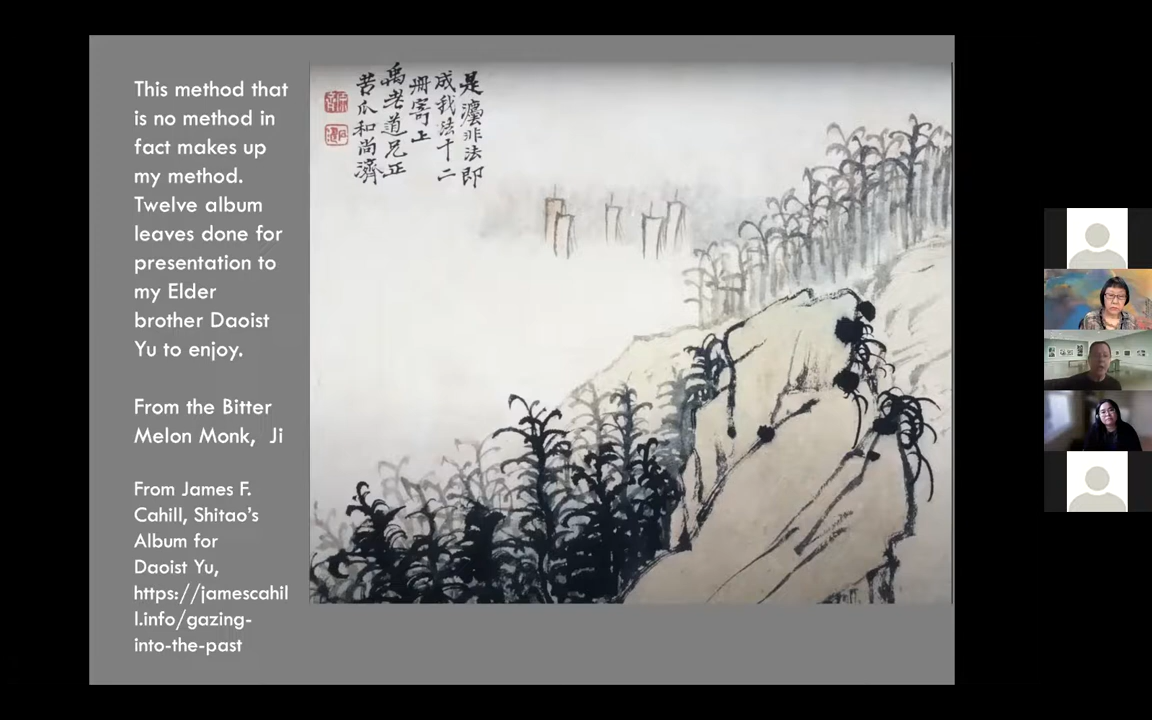 This method that
is no method in
fact makes up
my method.
Twelve album
leaves done for
presentation to
my Elder
brother Daoist
Yu to enjoy.
From the Bitter
Melon Monk,  Ji
From James F.
Cahill, Shitao's
Album for
Daoist Yu,
https://jamescahil
l.info/gazing-
into-the-past
是灋非法即
成我法十二
冊寄上
禹老道兄正
苦瓜和尚濟